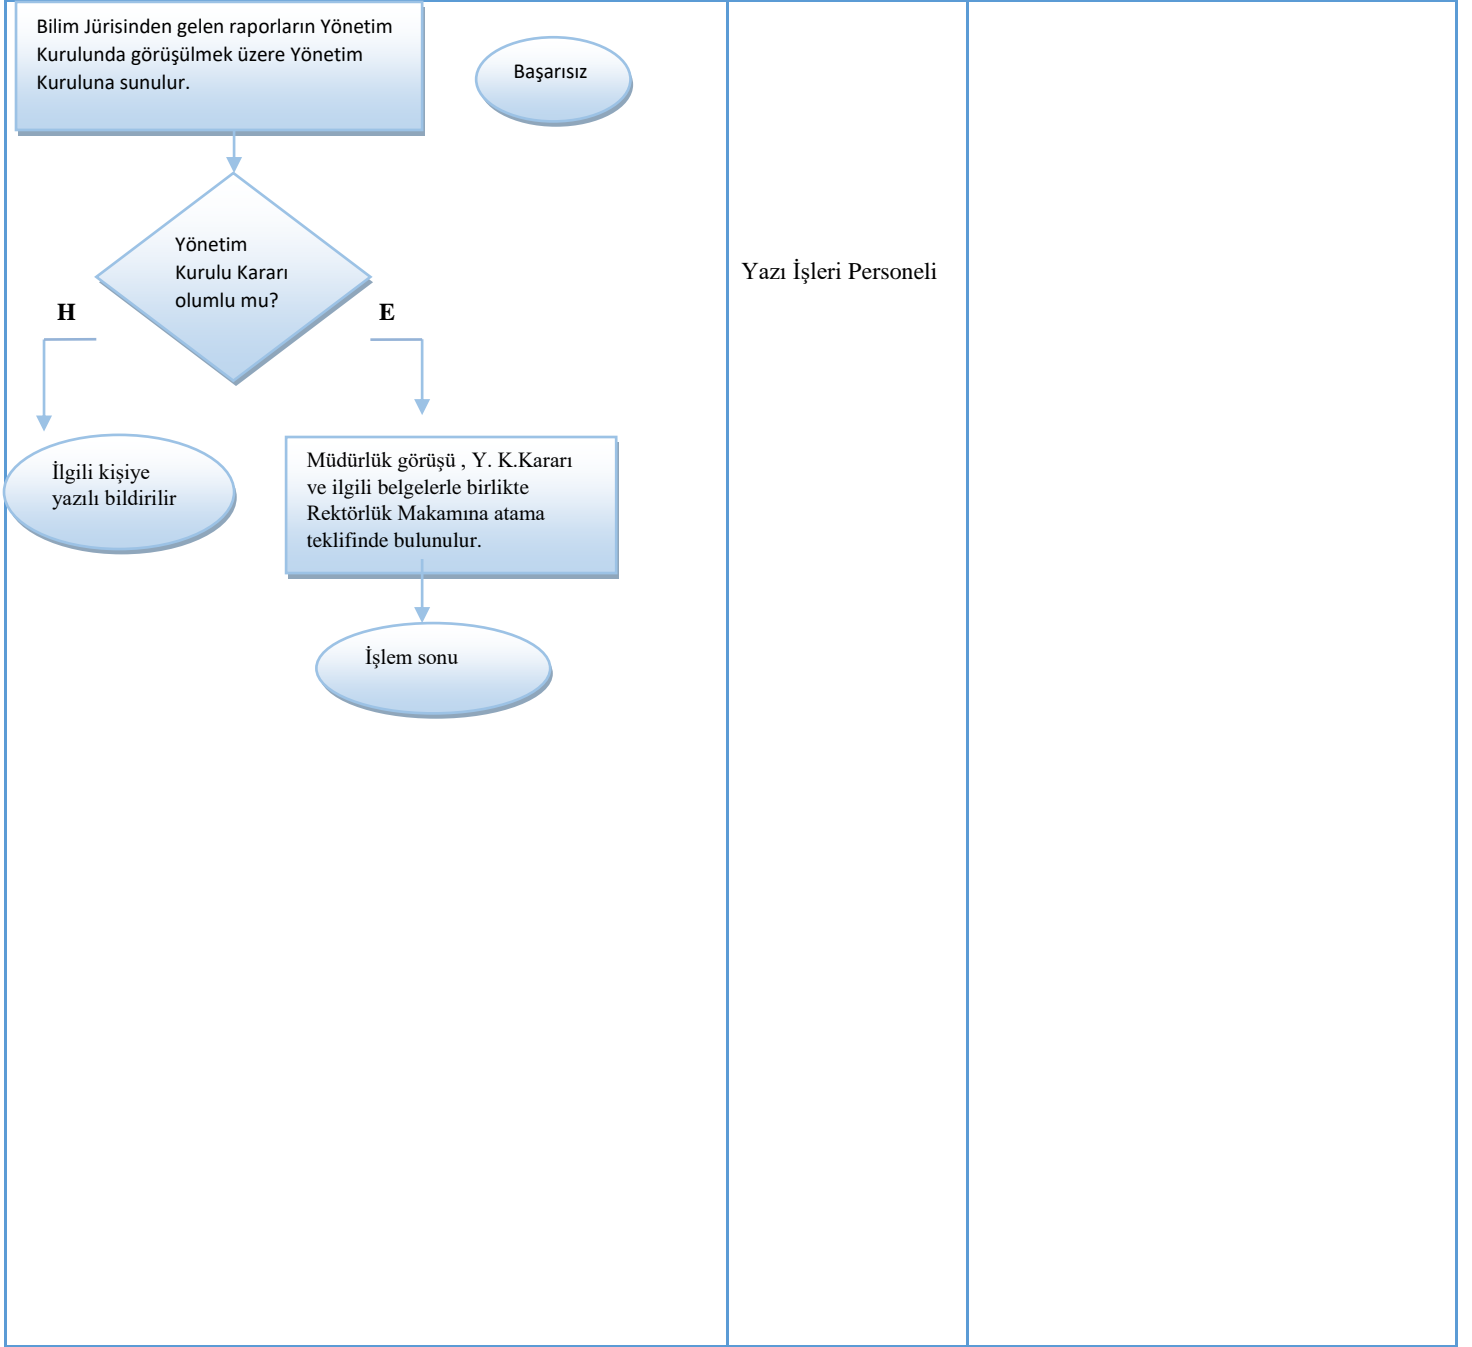 Bilim Jürisinden gelen raporların Yönetim
Kurulunda görüşülmek üzere Yönetim
Kuruluna sunulur.
Başarısız
Yönetim
Kurulu Kararı
olumlu mu?
Yazı İşleri Personeli
H
E
İlgili kişiye
yazılı bildirilir
Müdürlük görüşü , Y. K.Kararı
ve ilgili belgelerle birlikte
Rektörlük Makamına atama
teklifinde bulunulur.
İşlem sonu